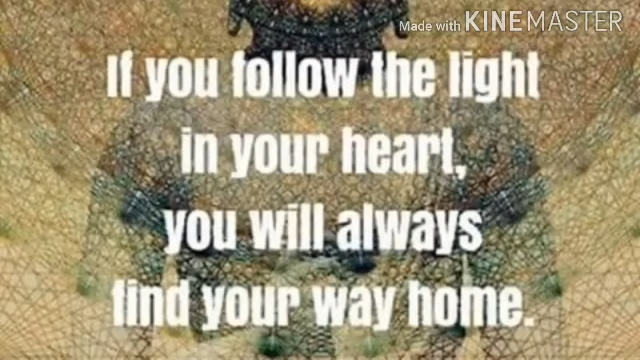 Made with KINEMASTER
If you follow the light
in your heart,
you will always
find your way home.